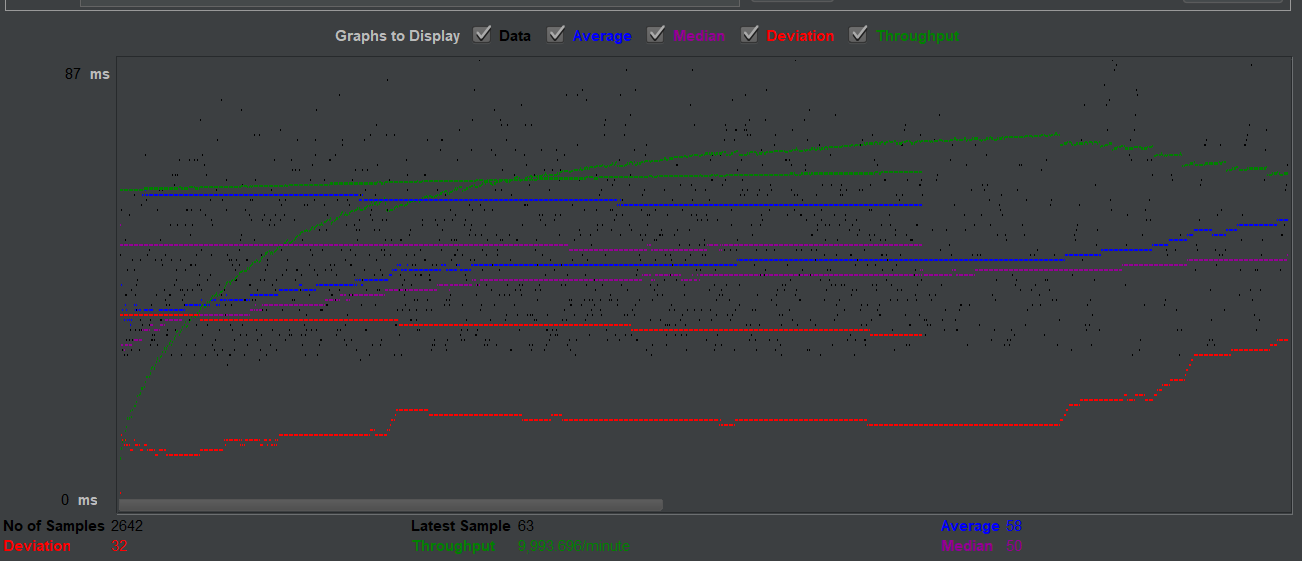 Graphs to Display Data Average Median Deviation Throughput
87 ms
0 ms
No of Samples 2642 Latest Sample 63 Average 58
Deviation 32 Throughput 9,993.696/minute Median